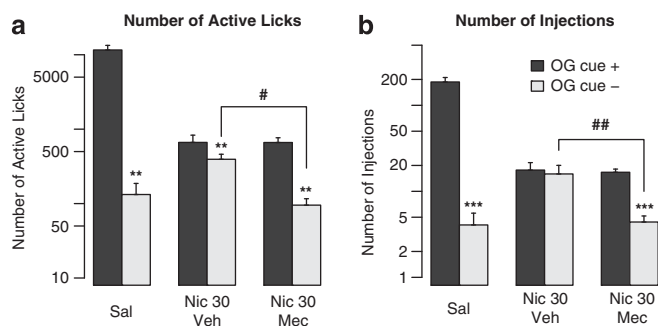 a
Number of Active Licks
Number of Active Licks
5000
500
50
10
**
**
#
**
Sal
Nic 30
Veh
Nic 30
Mec
b
Number of Injections
Number of Injections
200
50
20
5
2
1
OG cue +
OG cue –
***
##
***
Sal
Nic 30
Veh
Nic 30
Mec